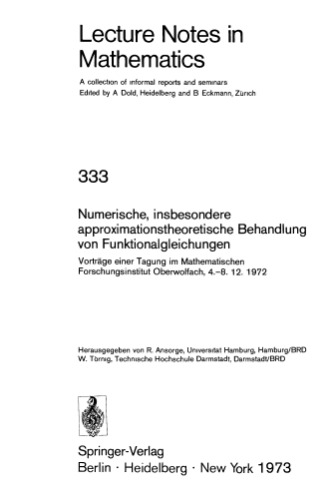 Lecture Notes in
Mathematics
A collection of informal reports and seminars
Edited by A Dold, Heidelberg and B Eckmann, Zürich
333
Numerische, insbesondere
approximationstheoretische Behandlung
von Funktionalgleichungen
Vorträge einer Tagung im Mathematischen
Forschungsinstitut Oberwolfach, 4.–8. 12. 1972
Herausgegeben von R. Ansorge, Universitat Hamburg, Hamburg/BRD
W. Törnig, Technische Hochschule Darmstadt, Darmstadt/BRD
Springer-Verlag
Berlin · Heidelberg · New York 1973